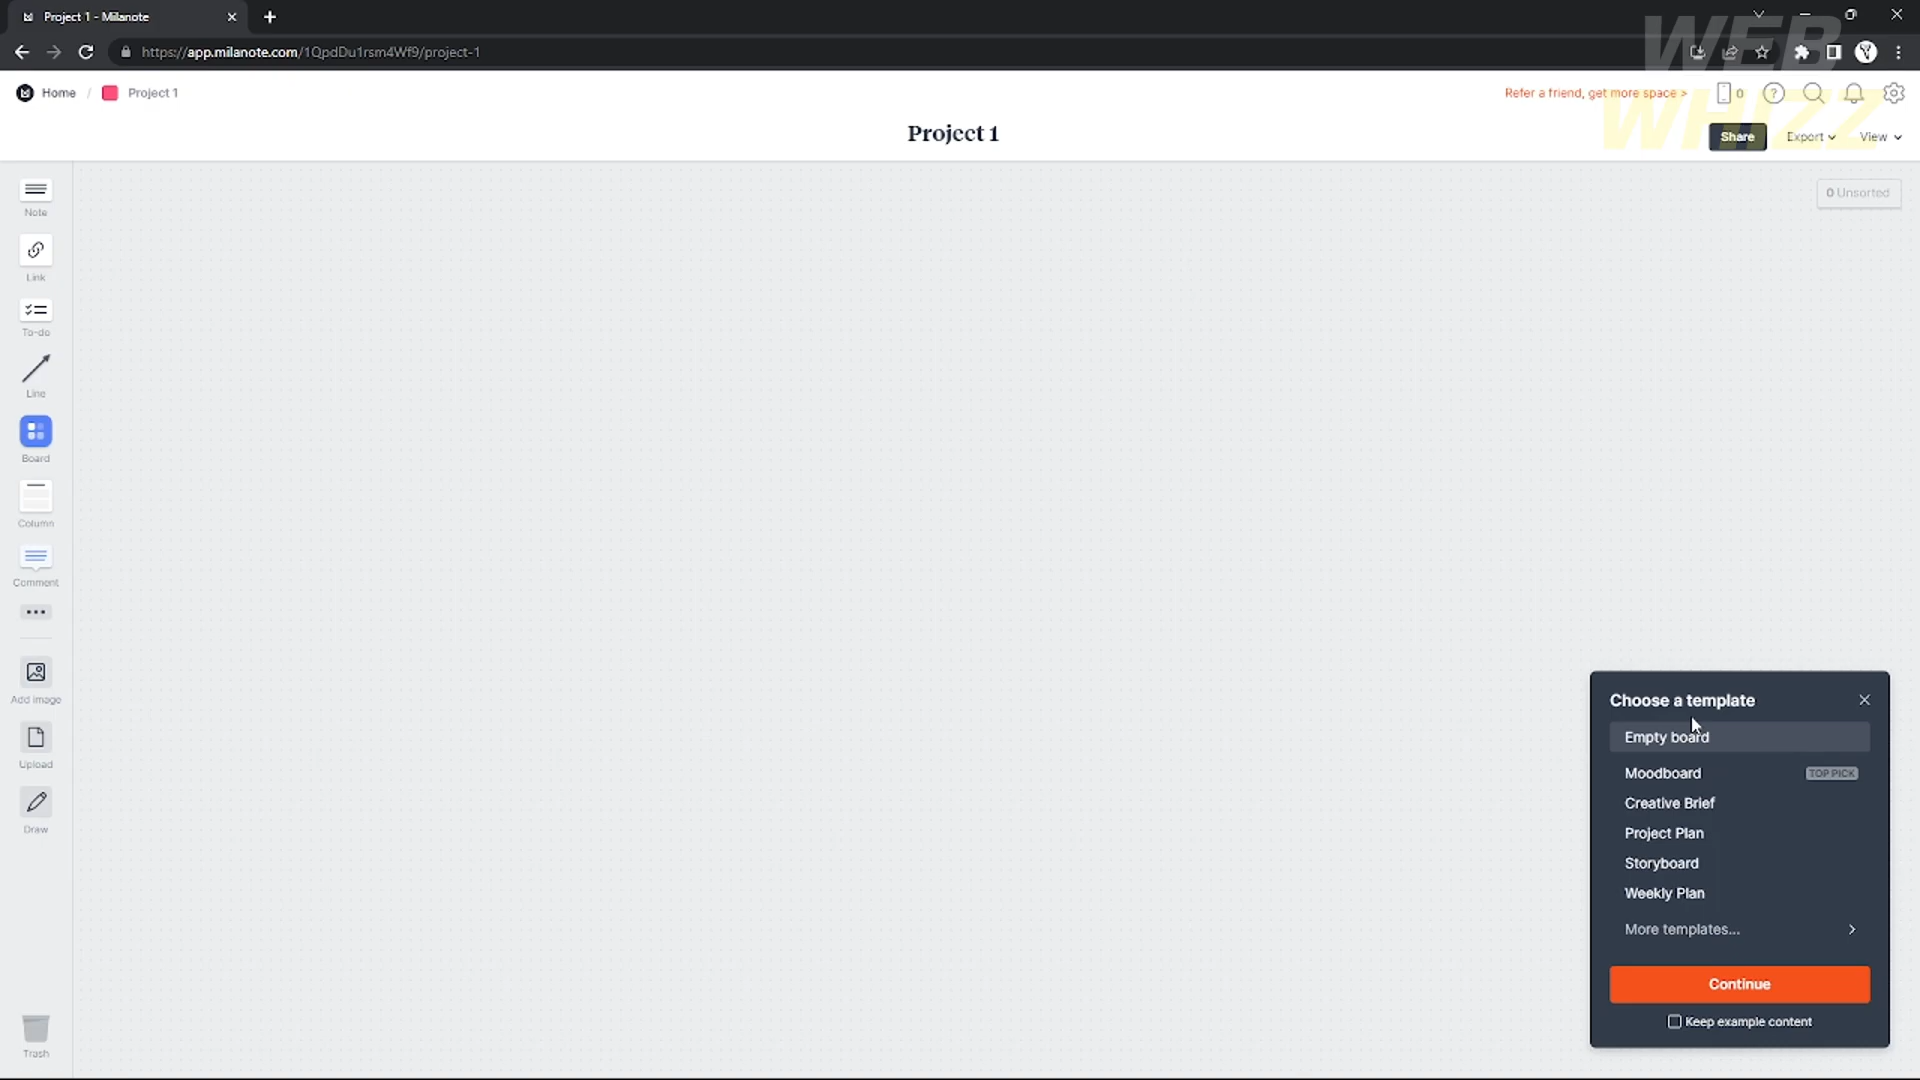 Project 1 - Milanote
https://app.milanote.com/1QpdDu1rsm4Wf9/project-1
WEB
WHIZZ
Home / Project 1
Refer a friend, get more space >
0
Project 1
Share
Export
View
0 Unsorted
Note
Link
To-do
Line
Board
Column
Comment
Add image
Upload
Draw
Trash
Choose a template
Empty board
Moodboard TOP PICK
Creative Brief
Project Plan
Storyboard
Weekly Plan
More templates...
Continue
Keep example content